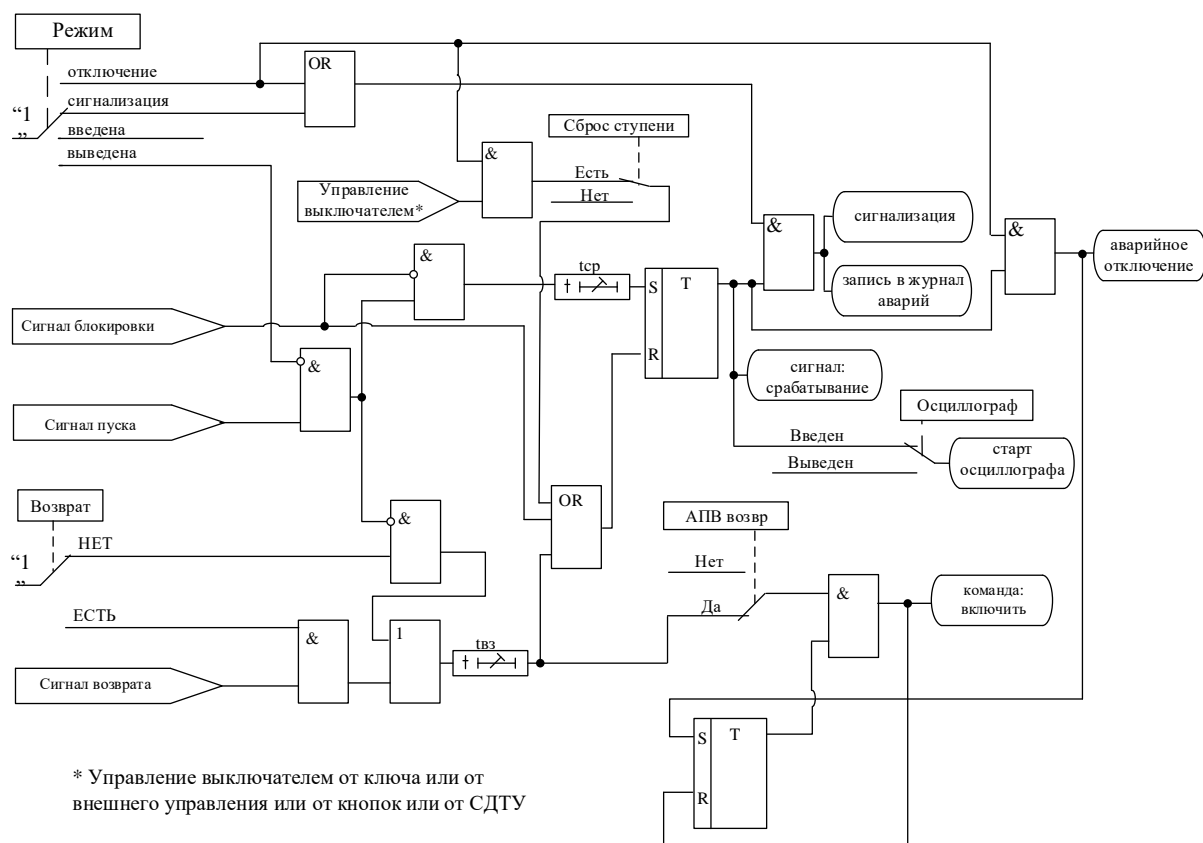 Режим
отключение
OR
сигнализация
“1
”
введена
выведена
Сброс ступени
&
Есть
Управление
выключателем*
Нет
&
сигнализация
&
аварийное
отключение
&
tср
S
T
запись в журнал
аварий
Сигнал блокировки
R
&
сигнал:
срабатывание
Осциллограф
Сигнал пуска
Введен
старт
осциллографа
Выведен
OR
Возврат
&
АПВ возвр
НЕТ
“1
”
Нет
команда:
включить
&
ЕСТЬ
Да
&
1
tвз
Сигнал возврата
S
T
R
* Управление выключателем от ключа или от
внешнего управления или от кнопок или от СДТУ